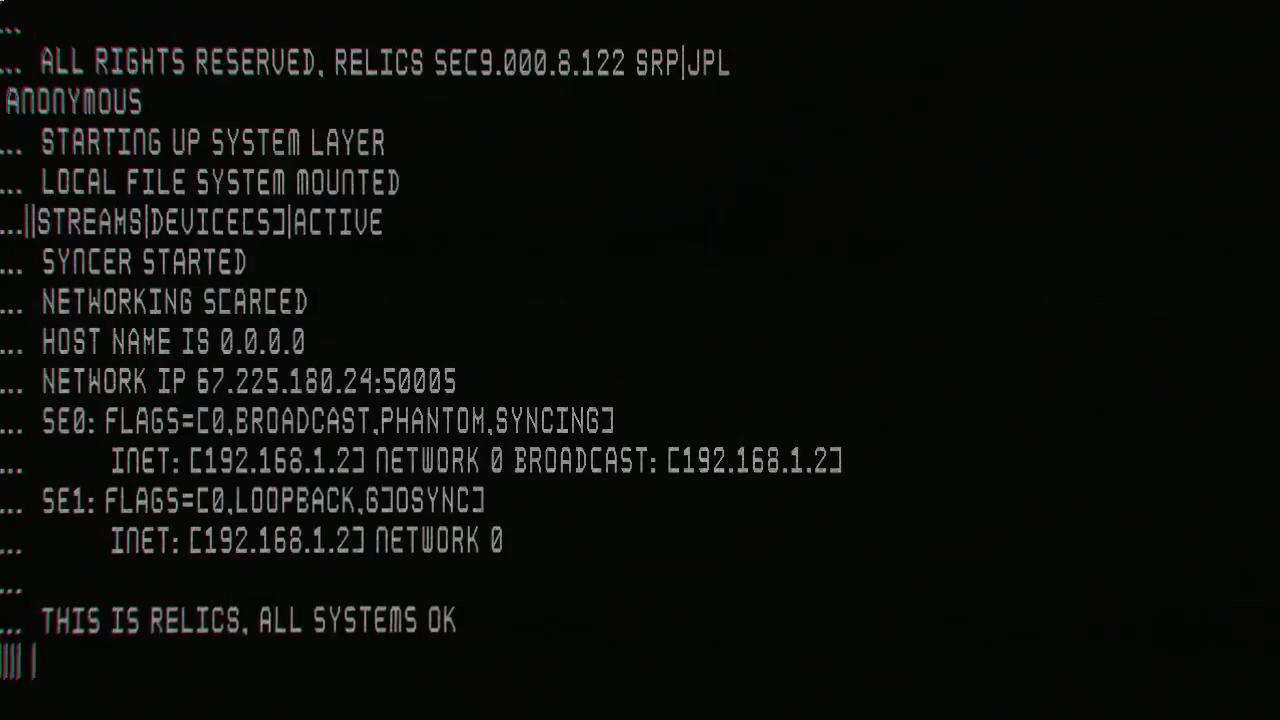 ...
... ALL RIGHTS RESERVED, RELICS SEC9.000.8.122 SRP|JPL
ANONYMOUS
... STARTING UP SYSTEM LAYER
... LOCAL FILE SYSTEM MOUNTED
...||STREAMS|DEVICE[S]|ACTIVE
... SYNCER STARTED
... NETWORKING SCARCED
... HOST NAME IS 0.0.0.0
... NETWORK IP 67.225.180.24:50005
... SE0: FLAGS=[0,BROADCAST,PHANTOM,SYNCING]
... INET: [192.168.1.2] NETWORK 0 BROADCAST: [192.168.1.2]
... SE1: FLAGS=[0,LOOPBACK,G]OSYNC]
... INET: [192.168.1.2] NETWORK 0
...
... THIS IS RELICS, ALL SYSTEMS OK
|||| |